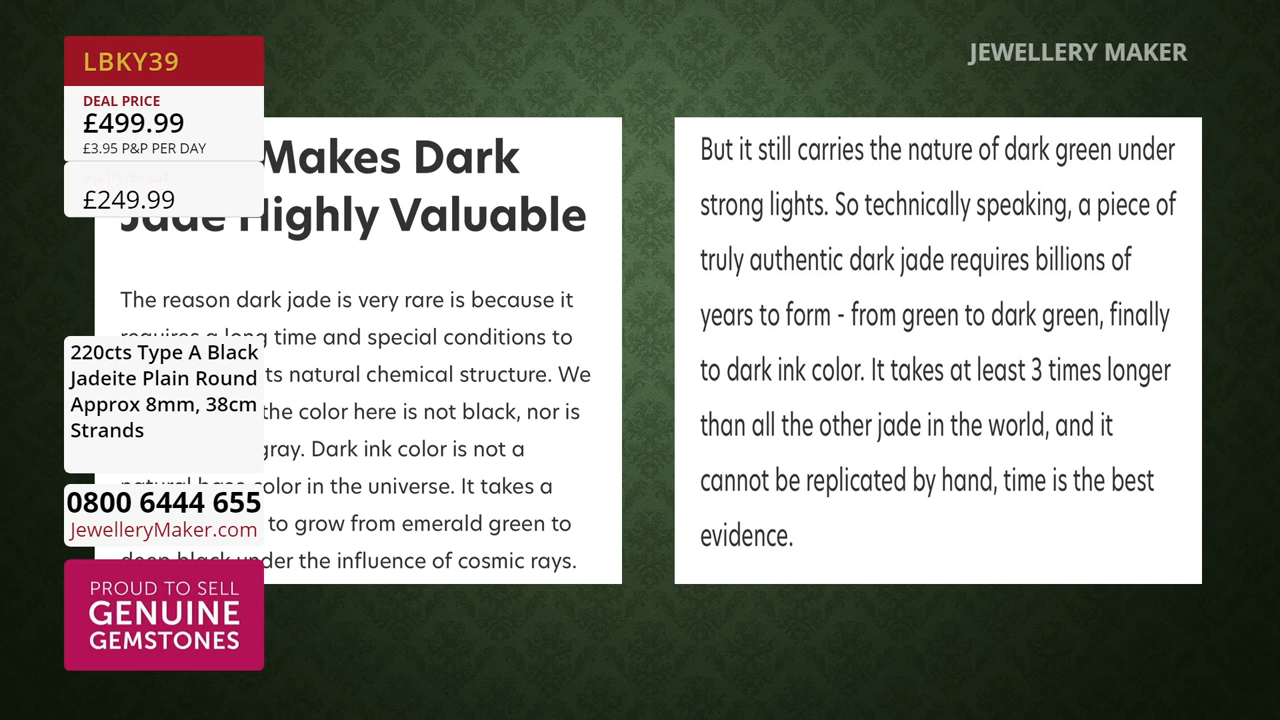 LBKY39
DEAL PRICE
£499.99
£3.95 P&P PER DAY
£249.99
220cts Type A Black
Jadeite Plain Round
Approx 8mm, 38cm
Strands
0800 6444 655
JewelleryMaker.com
PROUD TO SELL
GENUINE
GEMSTONES
JEWELLERY MAKER
Makes Dark
Jade Highly Valuable
The reason dark jade is very rare is because it
requires a long time and special conditions to
its natural chemical structure. We
the color here is not black, nor is
gray. Dark ink color is not a
natural base color in the universe. It takes a
to grow from emerald green to
deep black under the influence of cosmic rays.
But it still carries the nature of dark green under
strong lights. So technically speaking, a piece of
truly authentic dark jade requires billions of
years to form - from green to dark green, finally
to dark ink color. It takes at least 3 times longer
than all the other jade in the world, and it
cannot be replicated by hand, time is the best
evidence.